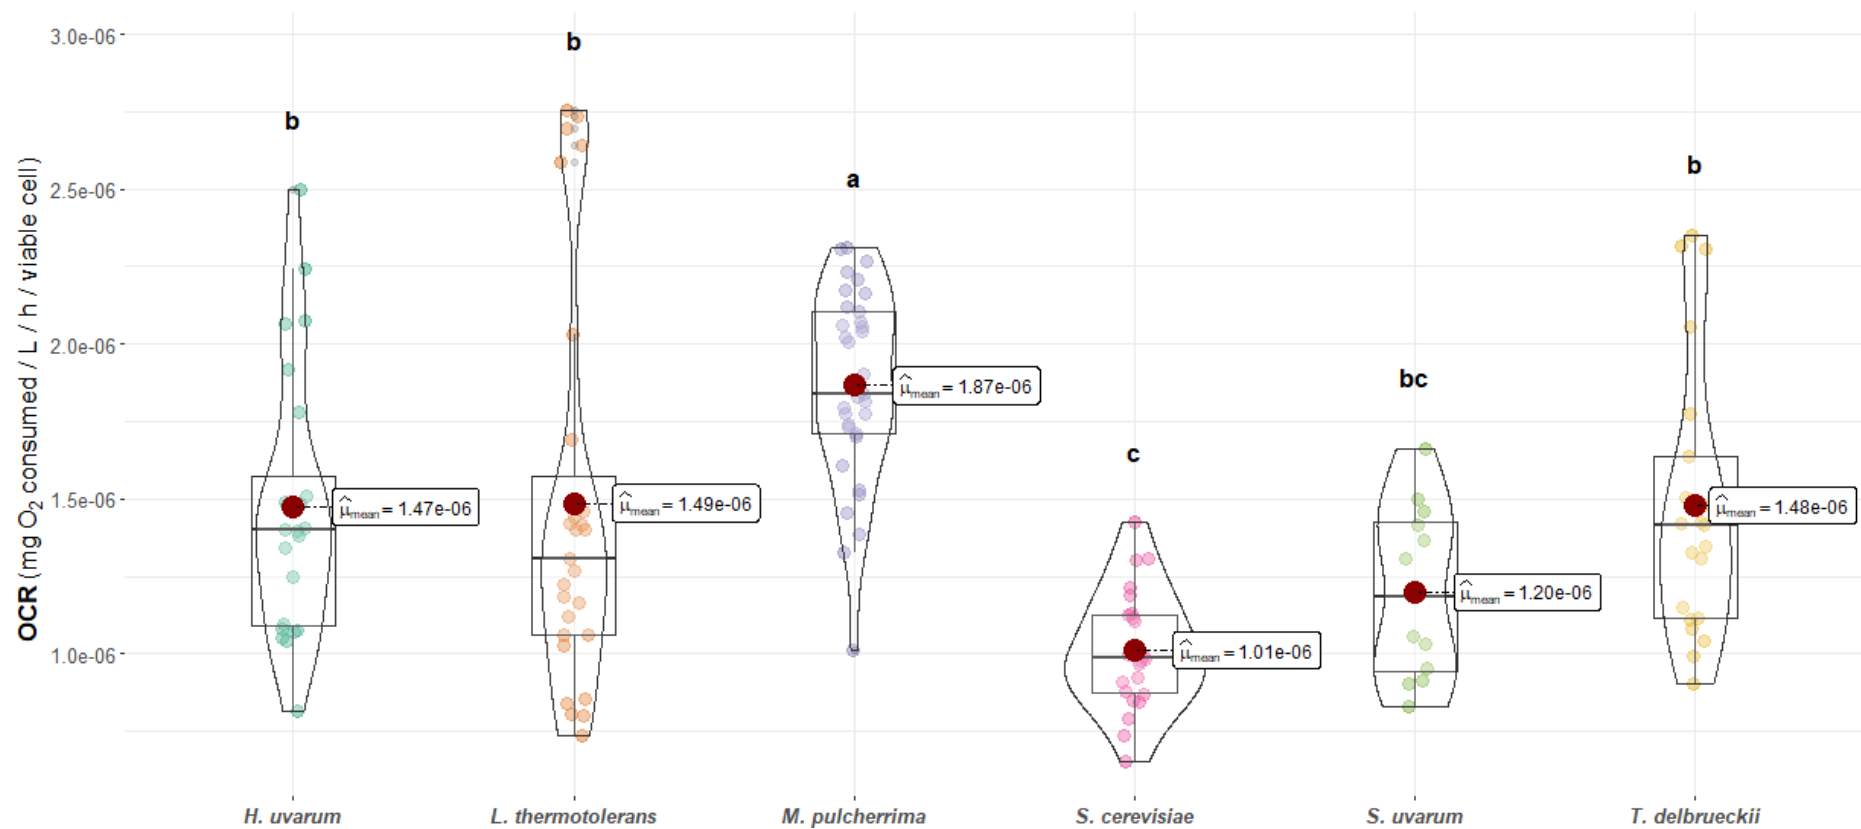 3.0e-06
2.5e-06
2.0e-06
1.5e-06
1.0e-06
OCR (mg O2 consumed / L / h / viable cell)
b
b
a
c
bc
b
μ̂mean = 1.47e-06
μ̂mean = 1.49e-06
μ̂mean = 1.87e-06
μ̂mean = 1.01e-06
μ̂mean = 1.20e-06
μ̂mean = 1.48e-06
H. uvarum
L. thermotolerans
M. pulcherrima
S. cerevisiae
S. uvarum
T. delbrueckii